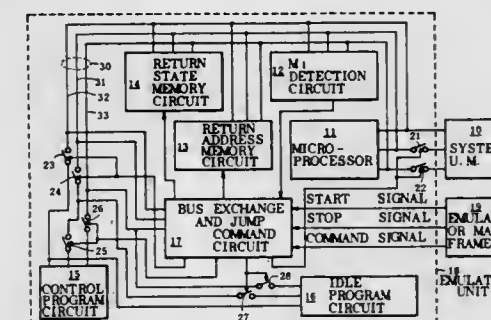 30
31
32
33
14 RETURN
STATE
MEMORY
CIRCUIT
12 M1
DETECTION
CIRCUIT
13 RETURN
ADDRESS
MEMORY
CIRCUIT
11
MICRO-
PROCESSOR
21
22
10
SYSTE
U. M.
23
24
26
25
17 BUS EXCHANGE
AND JUMP
COMMAND
CIRCUIT
START SIGNAL
STOP SIGNAL
COMMAND SIGNAL
19
EMULA
OR MA
FRAME
18
EMULAT
UNIT
15
CONTROL
PROGRAM
CIRCUIT
28
27
16 IDLE
PROGRAM
CIRCUIT